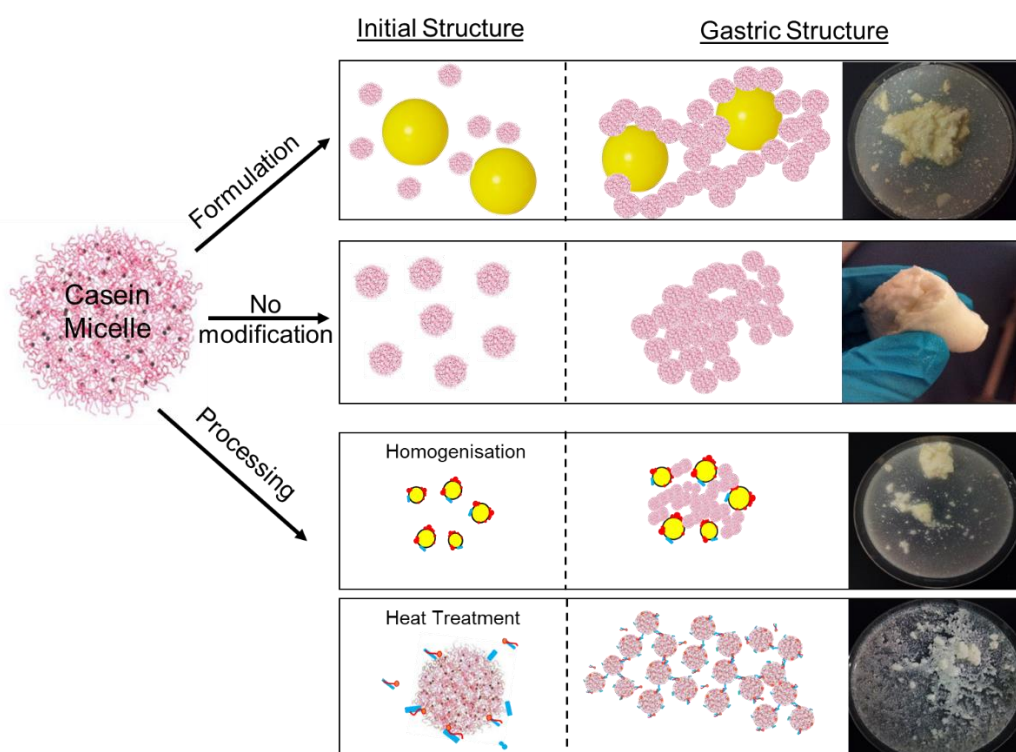 Initial Structure
Gastric Structure
Formulation
Casein
Micelle
No
modification
Processing
Homogenisation
Heat Treatment